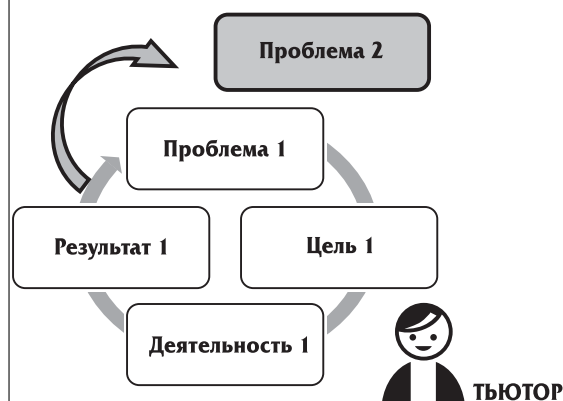 Проблема 2
Проблема 1
Результат 1
Цель 1
Деятельность 1
ТЬЮТОР